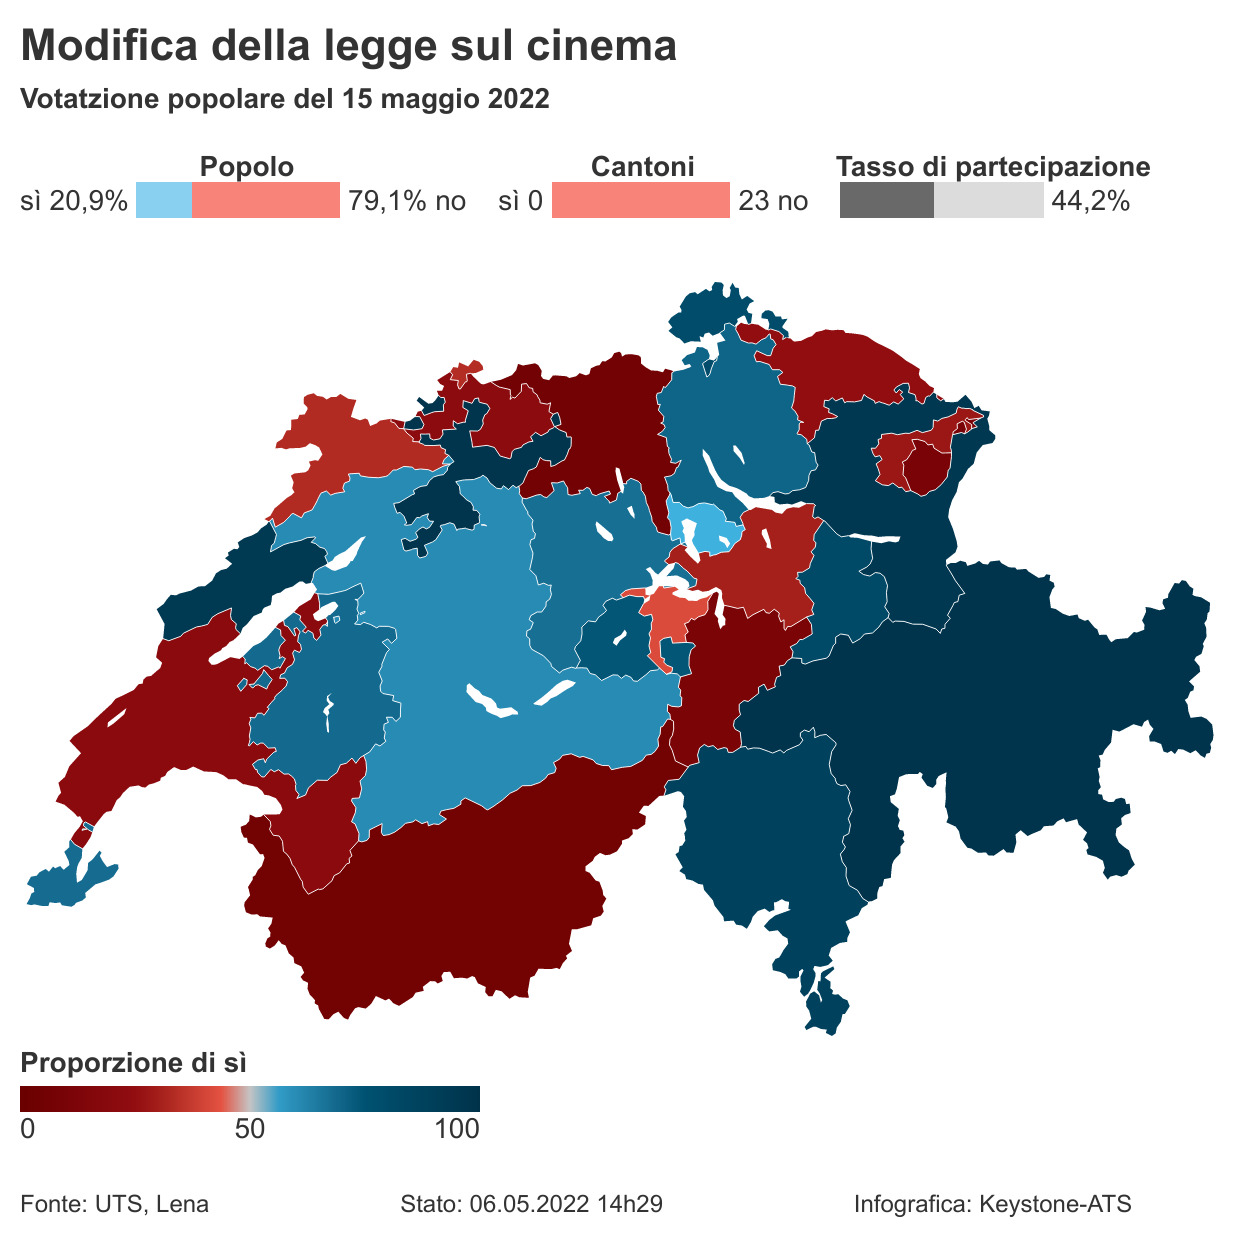 Modifica della legge sul cinema
Votatzione popolare del 15 maggio 2022
Popolo
sì 20,9% 79,1% no
Cantoni
sì 0 23 no
Tasso di partecipazione
44,2%
Proporzione di sì
0 50 100
Fonte: UTS, Lena Stato: 06.05.2022 14h29 Infografica: Keystone-ATS